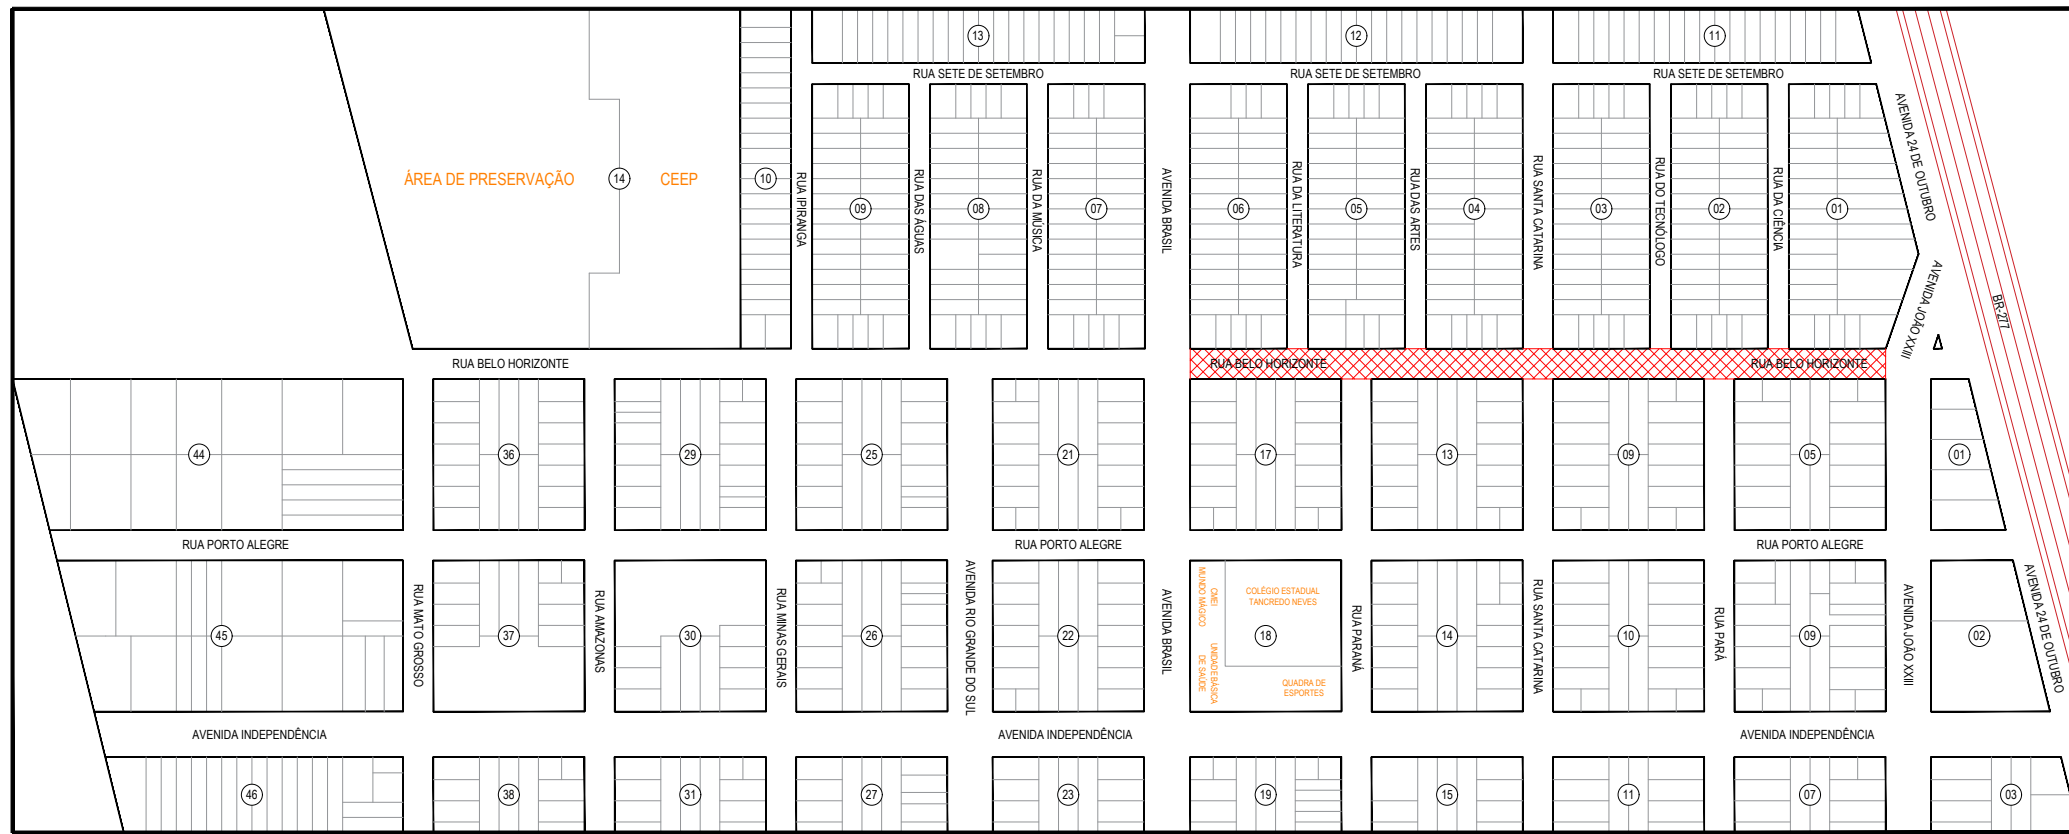 13
12
11
RUA SETE DE SETEMBRO
RUA SETE DE SETEMBRO
RUA SETE DE SETEMBRO
AVENIDA 24 DE OUTUBRO
ÁREA DE PRESERVAÇÃO
14
CEEP
10
RUA IPIRANGA
09
RUA DAS ÁGUAS
08
RUA DA MÚSICA
07
AVENIDA BRASIL
06
RUA DA LITERATURA
05
RUA DAS ARTES
04
RUA SANTA CATARINA
03
RUA DO TECNÓLOGO
02
RUA DA CIÊNCIA
01
AVENIDA JOÃO XXIII
BR-277
RUA BELO HORIZONTE
RUA BELO HORIZONTE
RUA BELO HORIZONTE
44
36
29
25
21
17
13
09
05
01
RUA PORTO ALEGRE
RUA PORTO ALEGRE
RUA PORTO ALEGRE
45
RUA MATO GROSSO
37
RUA AMAZONAS
30
RUA MINAS GERAIS
26
AVENIDA RIO GRANDE DO SUL
22
AVENIDA BRASIL
CMEI
MUNDO MÁGICO
UNIDADE BÁSICA
DE SAÚDE
COLÉGIO ESTADUAL
TANCREDO NEVES
18
QUADRA DE
ESPORTES
RUA PARANÁ
14
RUA SANTA CATARINA
10
RUA PARÁ
09
AVENIDA JOÃO XXIII
02
AVENIDA 24 DE OUTUBRO
AVENIDA INDEPENDÊNCIA
AVENIDA INDEPENDÊNCIA
AVENIDA INDEPENDÊNCIA
46
38
31
27
23
19
15
11
07
03